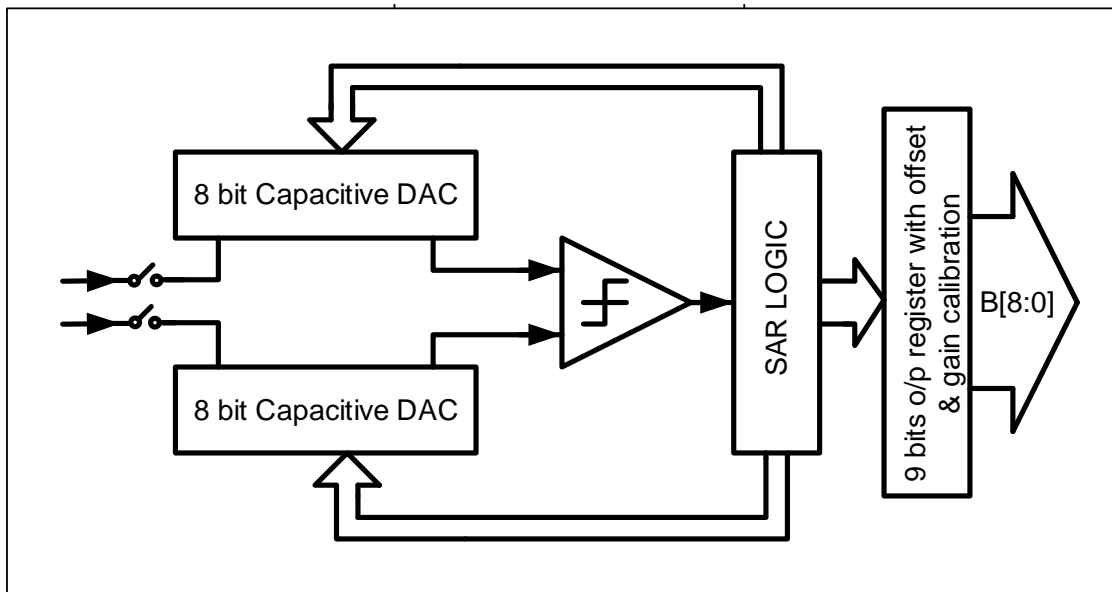 8 bit Capacitive DAC
8 bit Capacitive DAC
SAR LOGIC
9 bits o/p register with offset
& gain calibration
B[8:0]